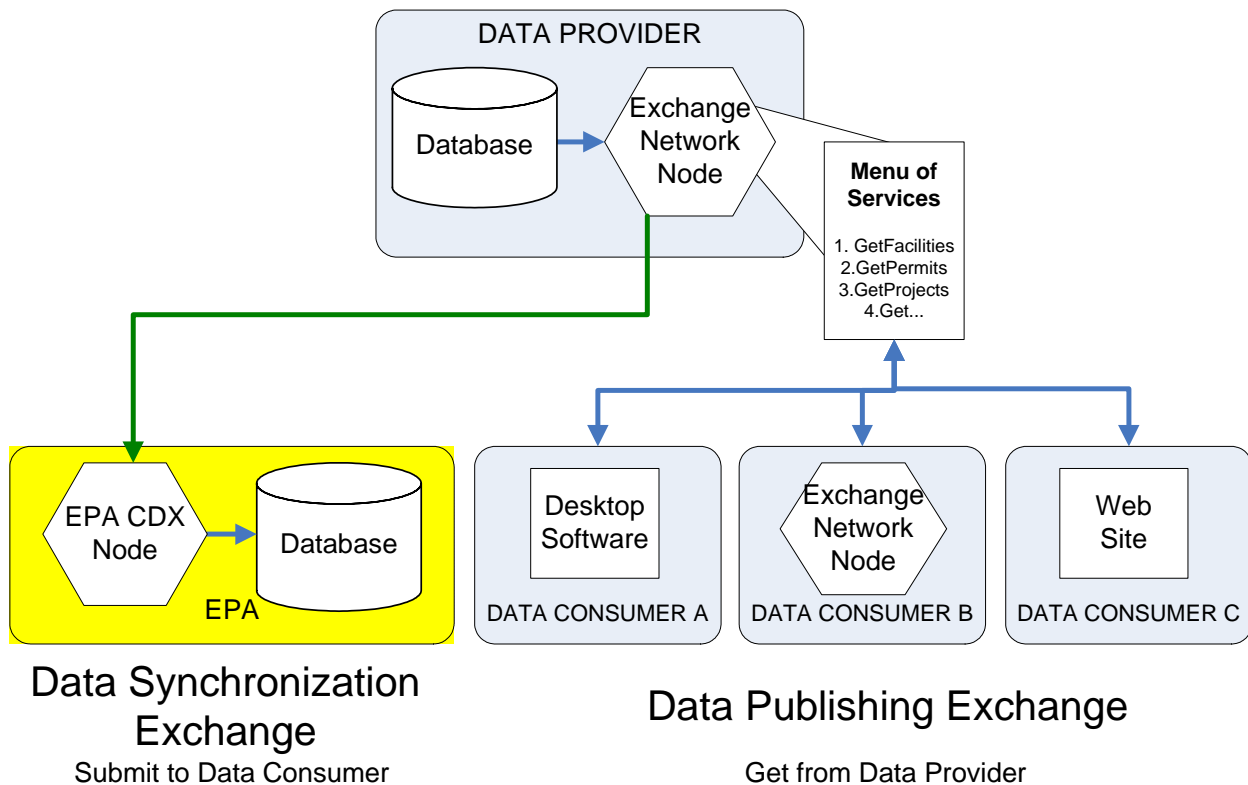 DATA PROVIDER
Database
Exchange
Network
Node
Menu of
Services
1. GetFacilities
2.GetPermits
3.GetProjects
4.Get...
EPA CDX
Node
Database
EPA
Desktop
Software
DATA CONSUMER A
Exchange
Network
Node
DATA CONSUMER B
Web
Site
DATA CONSUMER C
Data Synchronization
Exchange
Submit to Data Consumer
Data Publishing Exchange
Get from Data Provider